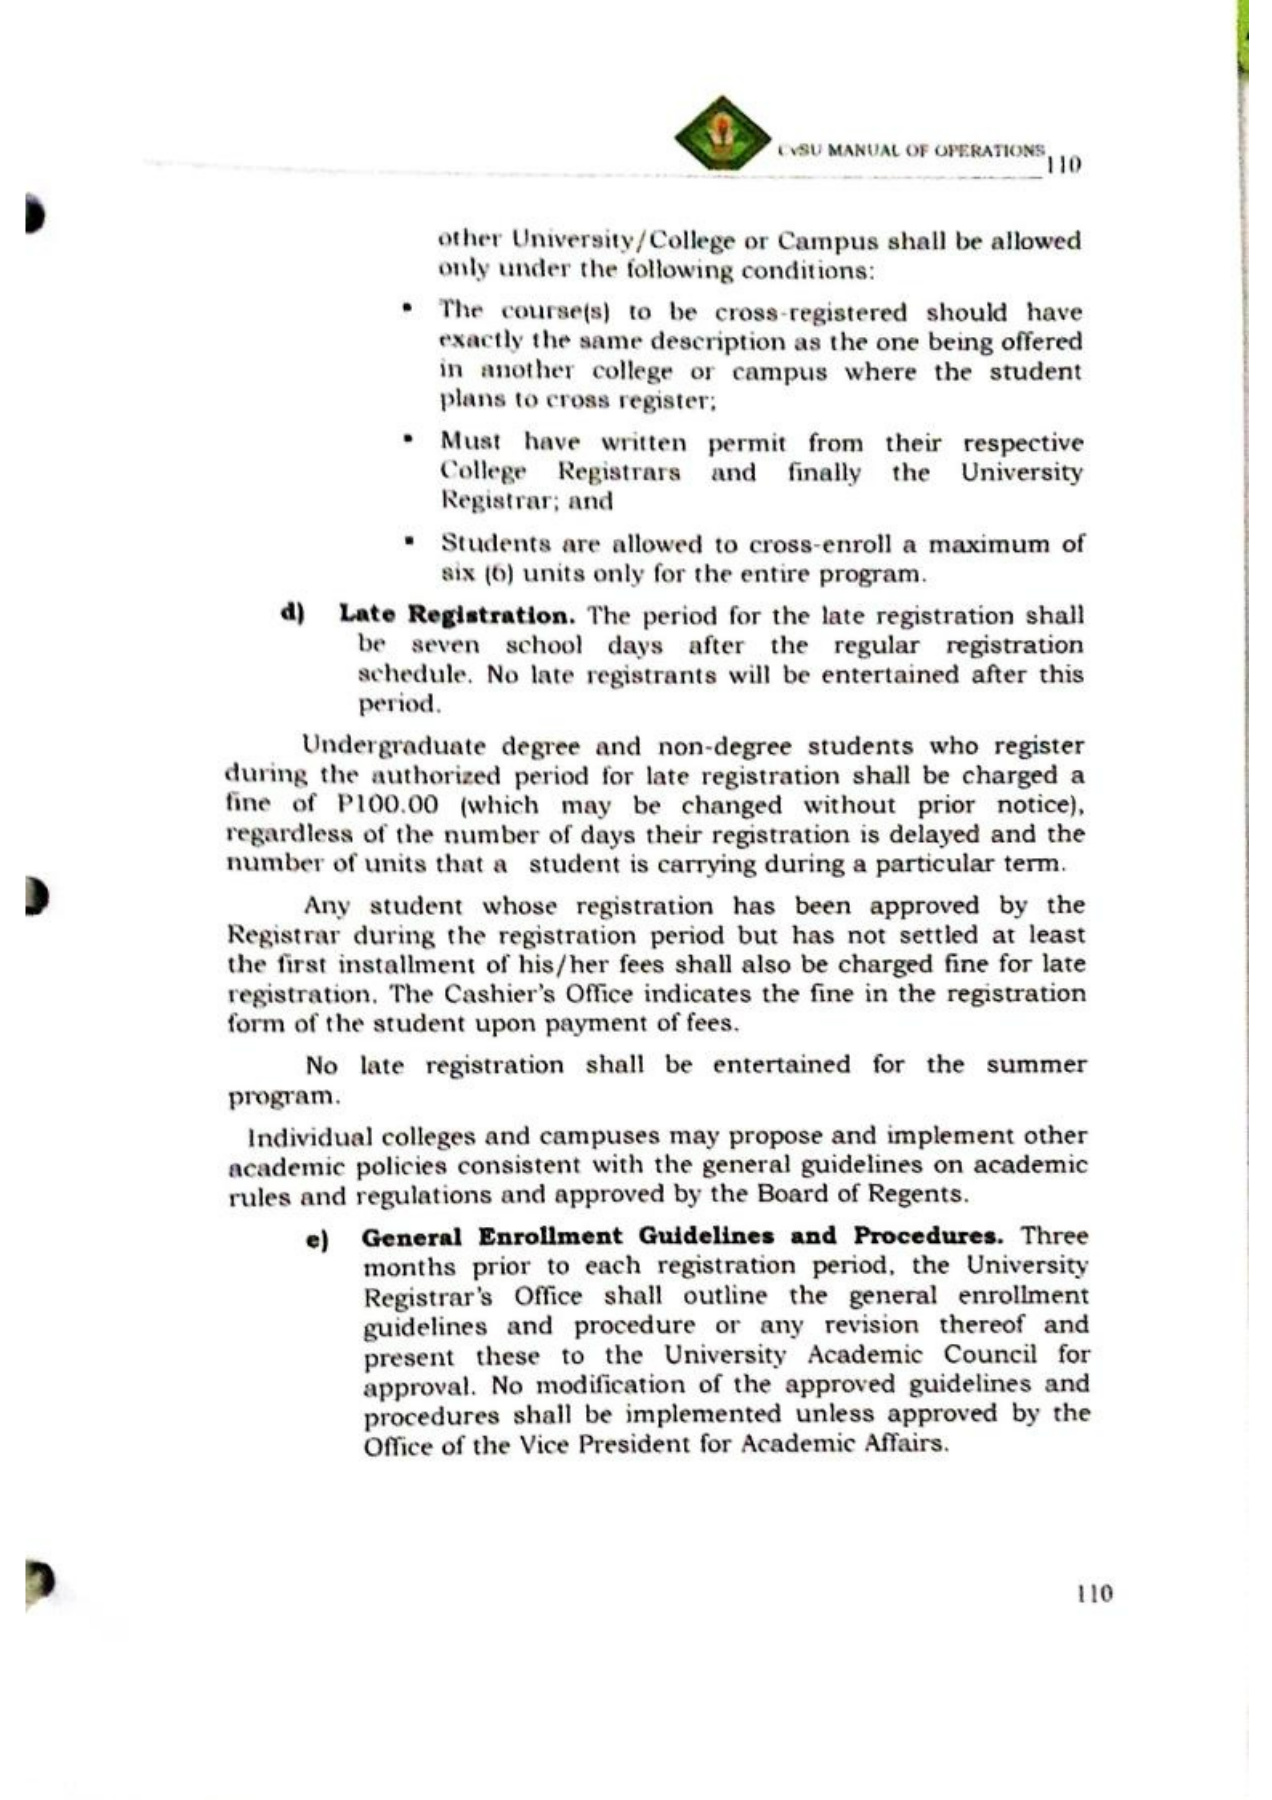 CvSU MANUAL OF OPERATIONS
110
other University/College or Campus shall be allowed
only under the following conditions:
▪ The course(s) to be cross-registered should have
exactly the same description as the one being offered
in another college or campus where the student
plans to cross register;
▪ Must have written permit from their respective
College Registrars and finally the University
Registrar; and
▪ Students are allowed to cross-enroll a maximum of
six (6) units only for the entire program.
d) Late Registration. The period for the late registration shall
be seven school days after the regular registration
schedule. No late registrants will be entertained after this
period.
Undergraduate degree and non-degree students who register
during the authorized period for late registration shall be charged a
fine of P100.00 (which may be changed without prior notice),
regardless of the number of days their registration is delayed and the
number of units that a student is carrying during a particular term.
Any student whose registration has been approved by the
Registrar during the registration period but has not settled at least
the first installment of his/her fees shall also be charged fine for late
registration. The Cashier's Office indicates the fine in the registration
form of the student upon payment of fees.
No late registration shall be entertained for the summer
program.
Individual colleges and campuses may propose and implement other
academic policies consistent with the general guidelines on academic
rules and regulations and approved by the Board of Regents.
e) General Enrollment Guidelines and Procedures. Three
months prior to each registration period, the University
Registrar's Office shall outline the general enrollment
guidelines and procedure or any revision thereof and
present these to the University Academic Council for
approval. No modification of the approved guidelines and
procedures shall be implemented unless approved by the
Office of the Vice President for Academic Affairs.
110